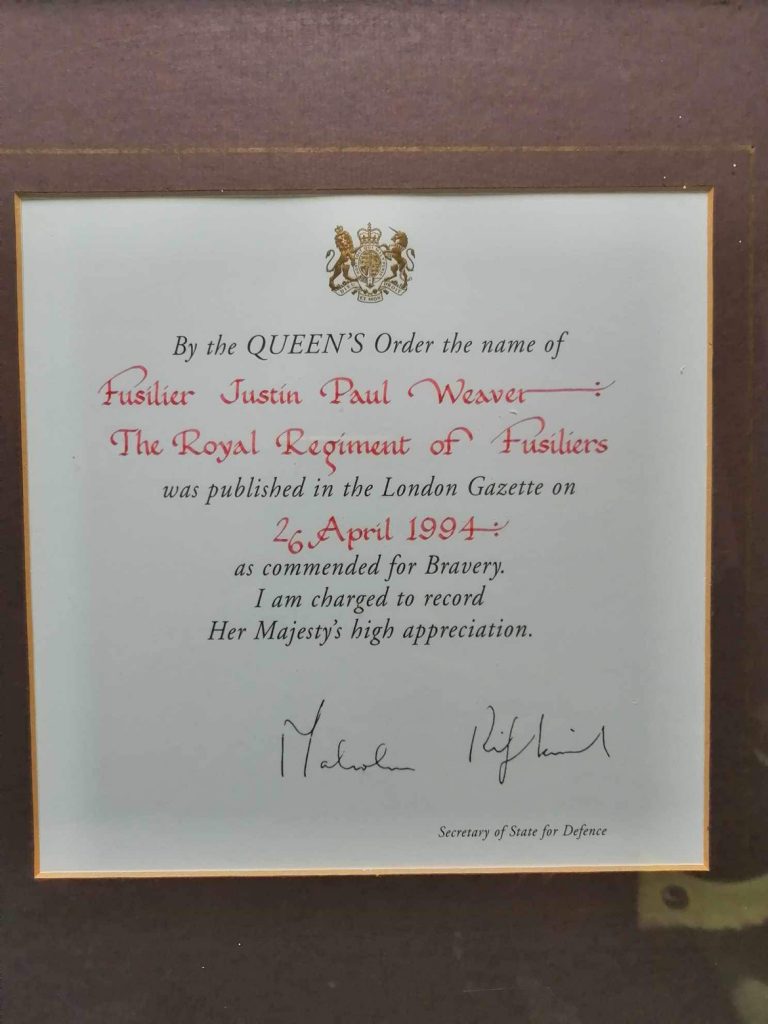 By the QUEEN'S Order the name of
Fusilier Justin Paul Weaver
The Royal Regiment of Fusiliers
was published in the London Gazette on
26 April 1994
as commended for Bravery.
I am charged to record
Her Majesty's high appreciation.
Malcolm Rifkind
Secretary of State for Defence